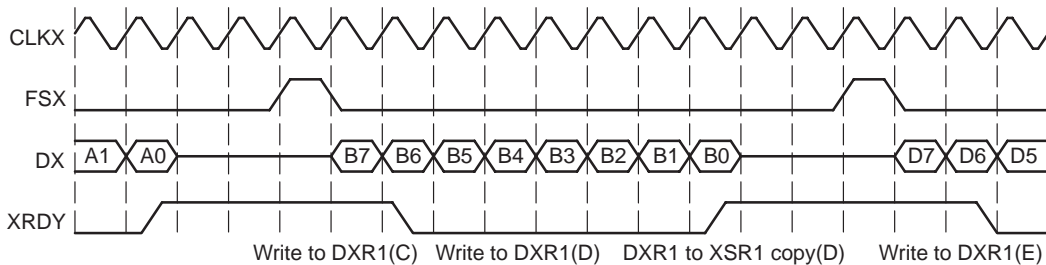 CLKX
FSX
DX A1 A0 B7 B6 B5 B4 B3 B2 B1 B0 D7 D6 D5
XRDY
Write to DXR1(C) Write to DXR1(D) DXR1 to XSR1 copy(D) Write to DXR1(E)